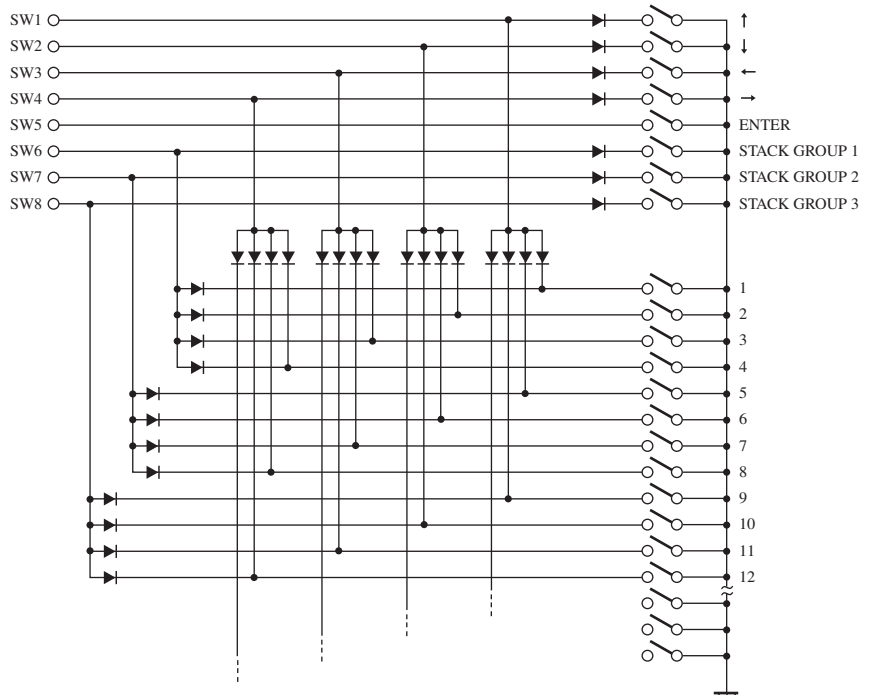 SW1 ↑
SW2 ↓
SW3 ←
SW4 →
SW5 ENTER
SW6 STACK GROUP 1
SW7 STACK GROUP 2
SW8 STACK GROUP 3
1
2
3
4
5
6
7
8
9
10
11
12